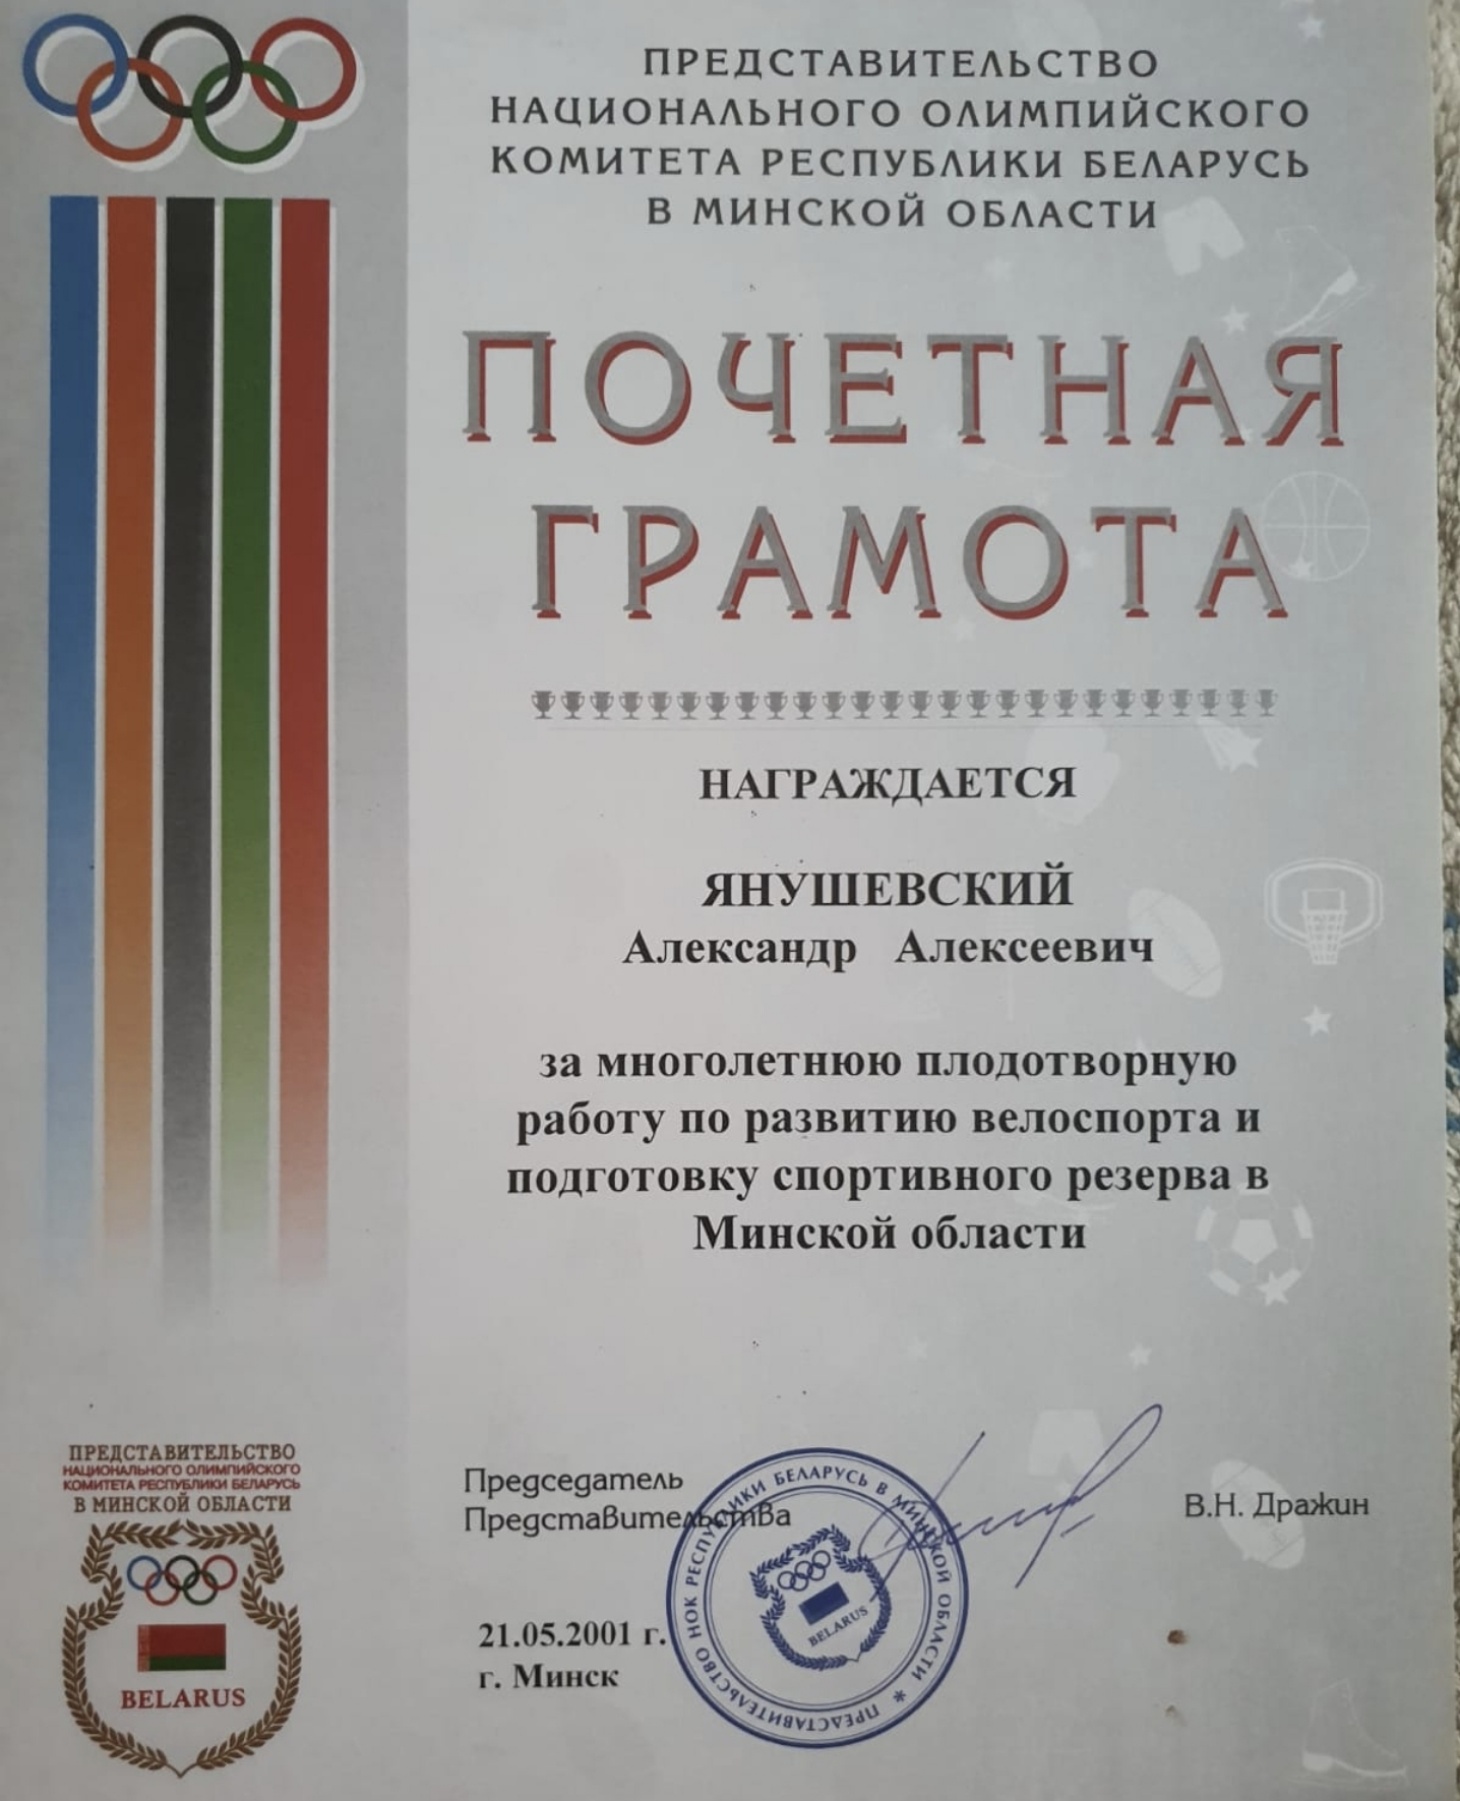 ПРЕДСТАВИТЕЛЬСТВО
НАЦИОНАЛЬНОГО ОЛИМПИЙСКОГО
КОМИТЕТА РЕСПУБЛИКИ БЕЛАРУСЬ
В МИНСКОЙ ОБЛАСТИ
ПОЧЕТНАЯ
ГРАМОТА
НАГРАЖДАЕТСЯ
ЯНУШЕВСКИЙ
Александр Алексеевич
за многолетнюю плодотворную
работу по развитию велоспорта и
подготовку спортивного резерва в
Минской области
ПРЕДСТАВИТЕЛЬСТВО
НАЦИОНАЛЬНОГО ОЛИМПИЙСКОГО
КОМИТЕТА РЕСПУБЛИКИ БЕЛАРУСЬ
В МИНСКОЙ ОБЛАСТИ
BELARUS
Председатель
Представительства
В.Н. Дражин
21.05.2001 г.
г. Минск
ПРЕДСТАВИТЕЛЬСТВО НОК РЕСПУБЛИКИ БЕЛАРУСЬ В МИНСКОЙ ОБЛАСТИ *
BELARUS